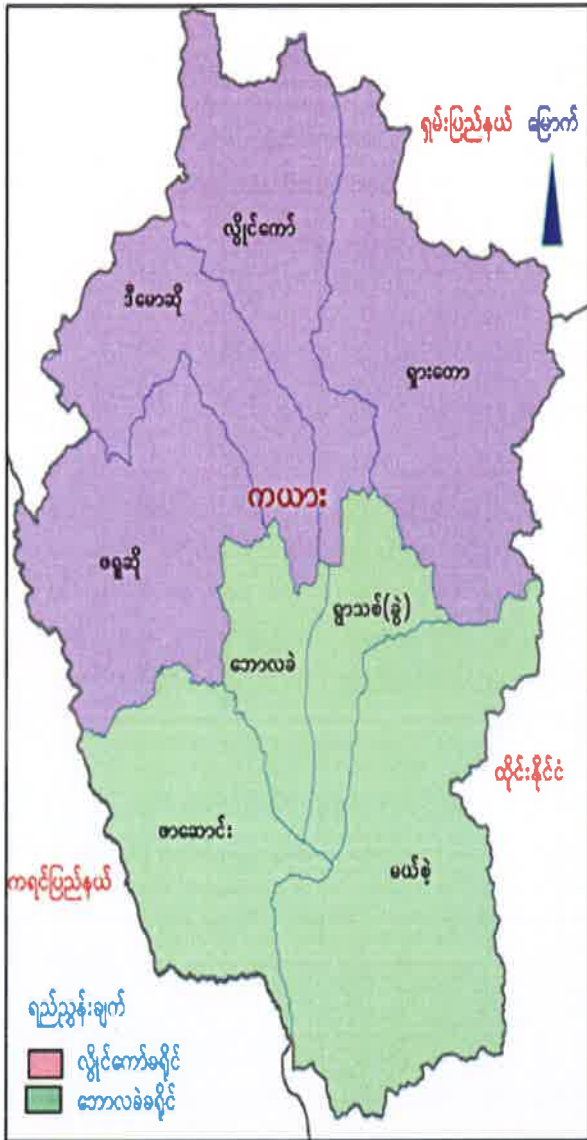 ရှမ်းပြည်နယ် မြောက်
လွိုင်ကော်
ဒီမောဆို
ရှားတော
ကယား
ဖရူဆို
ရွာသစ်(ခွဲ)
ဘောလခဲ
ထိုင်းနိုင်ငံ
ဖာဆောင်း
မယ်စဲ့
ကရင်ပြည်နယ်
ရည်ညွှန်းချက်
လွိုင်ကော်ခရိုင်
ဘောလခဲခရိုင်